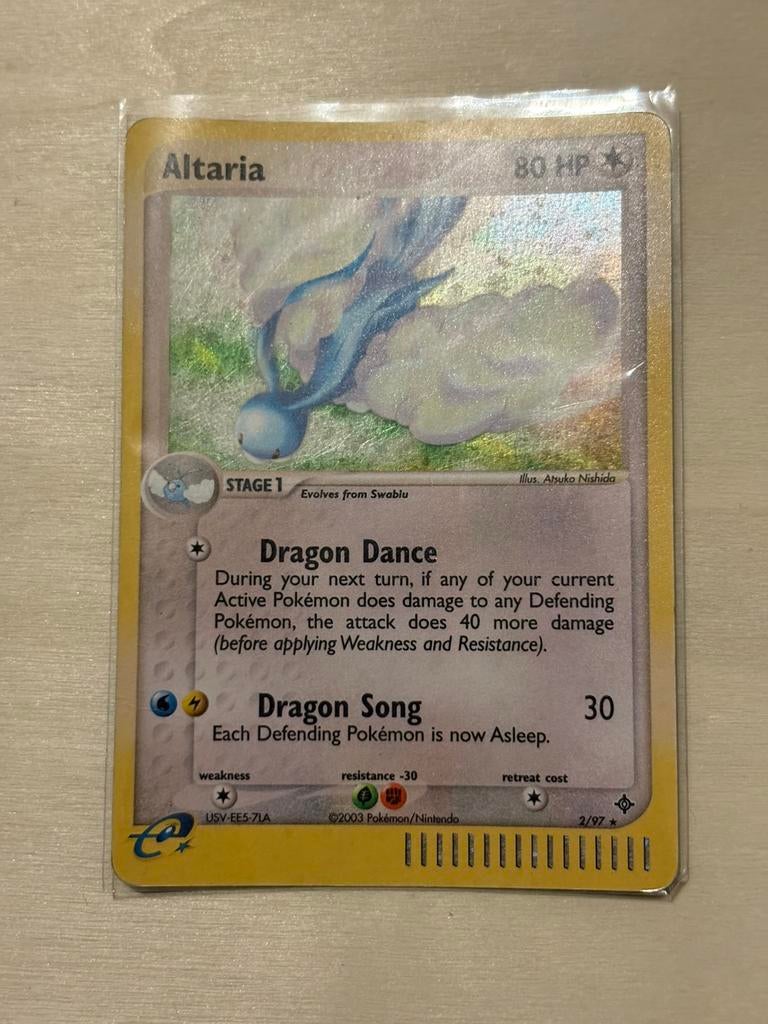 Altaria 80 HP
Illus. Atsuko Nishida
STAGE 1 Evolves from Swablu
Dragon Dance
During your next turn, if any of your current
Active Pokémon does damage to any Defending
Pokémon, the attack does 40 more damage
(before applying Weakness and Resistance).
Dragon Song 30
Each Defending Pokémon is now Asleep.
weakness resistance -30 retreat cost
USV-EE5-7LA ©2003 Pokémon/Nintendo 2/97 ★
e